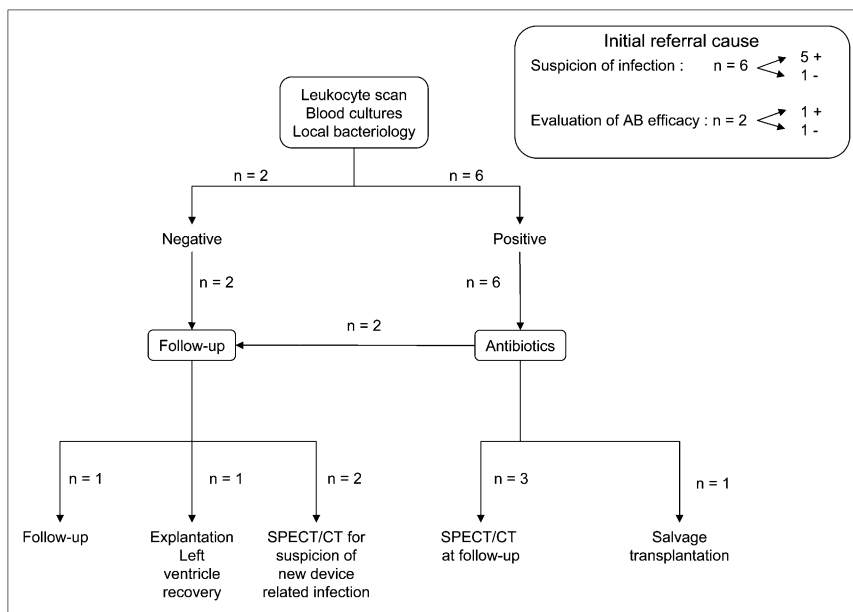 Initial referral cause
Suspicion of infection : n = 6
5 +
1 -
Evaluation of AB efficacy : n = 2
1 +
1 -
Leukocyte scan
Blood cultures
Local bacteriology
n = 2
n = 6
Negative
Positive
n = 2
n = 6
n = 2
Follow-up
Antibiotics
n = 1
n = 1
n = 2
n = 3
n = 1
Follow-up
Explantation
Left
ventricle
recovery
SPECT/CT for
suspicion of
new device
related infection
SPECT/CT
at follow-up
Salvage
transplantation